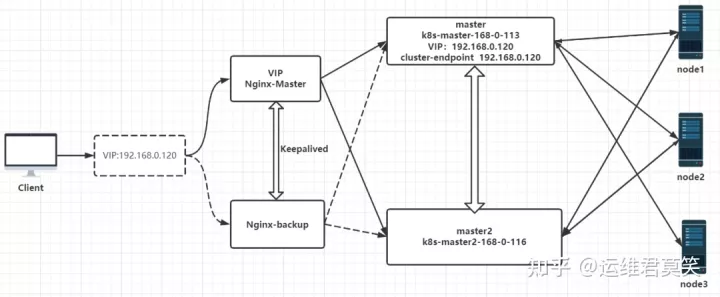 master
k8s-master-168-0-113
VIP: 192.168.0.120
cluster-endpoint 192.168.0.120
node1
VIP
Nginx-Master
VIP:192.168.0.120
Keepalived
Client
node2
Nginx-backup
master2
k8s-master2-168-0-116
知乎 @运维君莫笑
node3